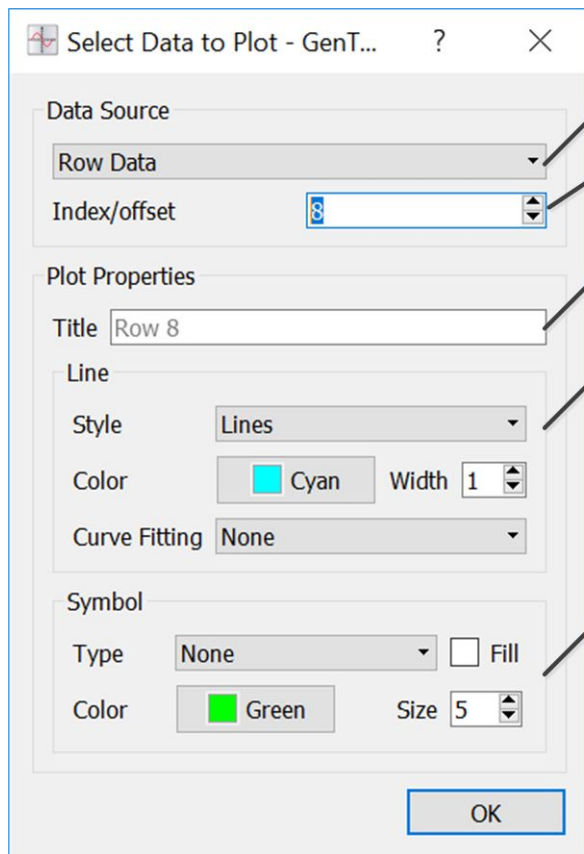 Select Data to Plot - GenT... ?
Data Source
Row Data
Index/offset 8
Plot Properties
Title Row 8
Line
Style Lines
Color Cyan Width 1
Curve Fitting None
Symbol
Type None Fill
Color Green Size 5
OK